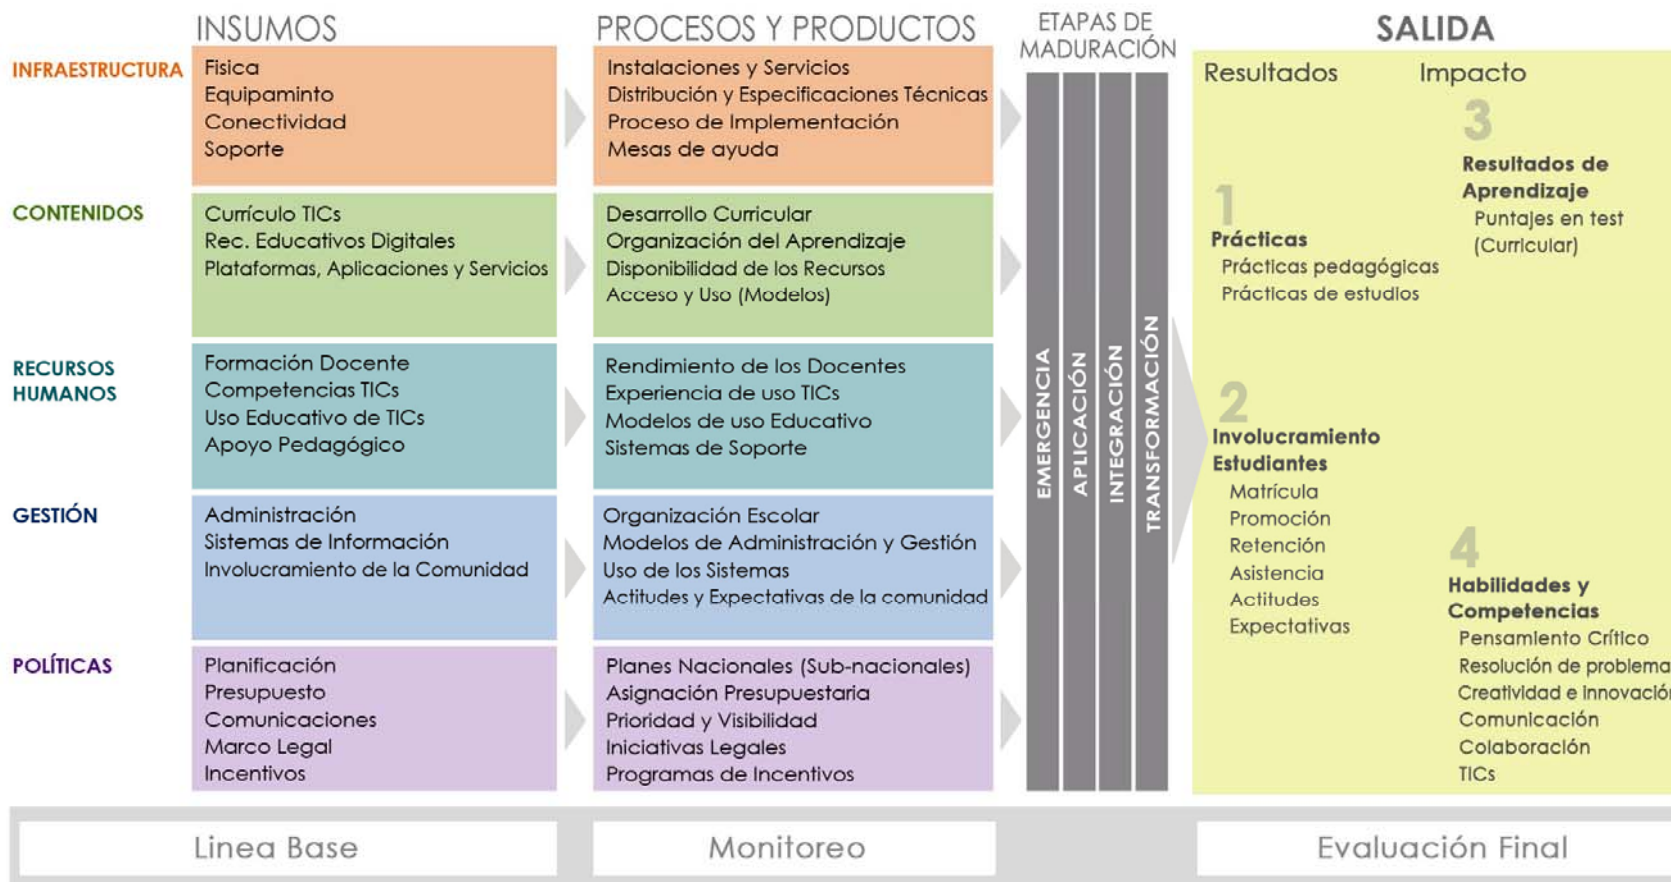 INSUMOS
PROCESOS Y PRODUCTOS
ETAPAS DE
MADURACIÓN
SALIDA
INFRAESTRUCTURA
Fisica
Equipaminto
Conectividad
Soporte
Instalaciones y Servicios
Distribución y Especificaciones Técnicas
Proceso de Implementación
Mesas de ayuda
CONTENIDOS
Currículo TICs
Rec. Educativos Digitales
Plataformas, Aplicaciones y Servicios
Desarrollo Curricular
Organización del Aprendizaje
Disponibilidad de los Recursos
Acceso y Uso (Modelos)
RECURSOS
HUMANOS
Formación Docente
Competencias TICs
Uso Educativo de TICs
Apoyo Pedagógico
Rendimiento de los Docentes
Experiencia de uso TICs
Modelos de uso Educativo
Sistemas de Soporte
GESTIÓN
Administración
Sistemas de Información
Involucramiento de la Comunidad
Organización Escolar
Modelos de Administración y Gestión
Uso de los Sistemas
Actitudes y Expectativas de la comunidad
POLÍTICAS
Planificación
Presupuesto
Comunicaciones
Marco Legal
Incentivos
Planes Nacionales (Sub-nacionales)
Asignación Presupuestaria
Prioridad y Visibilidad
Iniciativas Legales
Programas de Incentivos
EMERGENCIA
APLICACIÓN
INTEGRACIÓN
TRANSFORMACIÓN
Resultados
Impacto
1
Prácticas
Prácticas pedagógicas
Prácticas de estudios
2
Involucramiento
Estudiantes
Matrícula
Promoción
Retención
Asistencia
Actitudes
Expectativas
3
Resultados de
Aprendizaje
Puntajes en test
(Curricular)
4
Habilidades y
Competencias
Pensamiento Crítico
Resolución de problema
Creatividad e innovación
Comunicación
Colaboración
TICs
Linea Base
Monitoreo
Evaluación Final